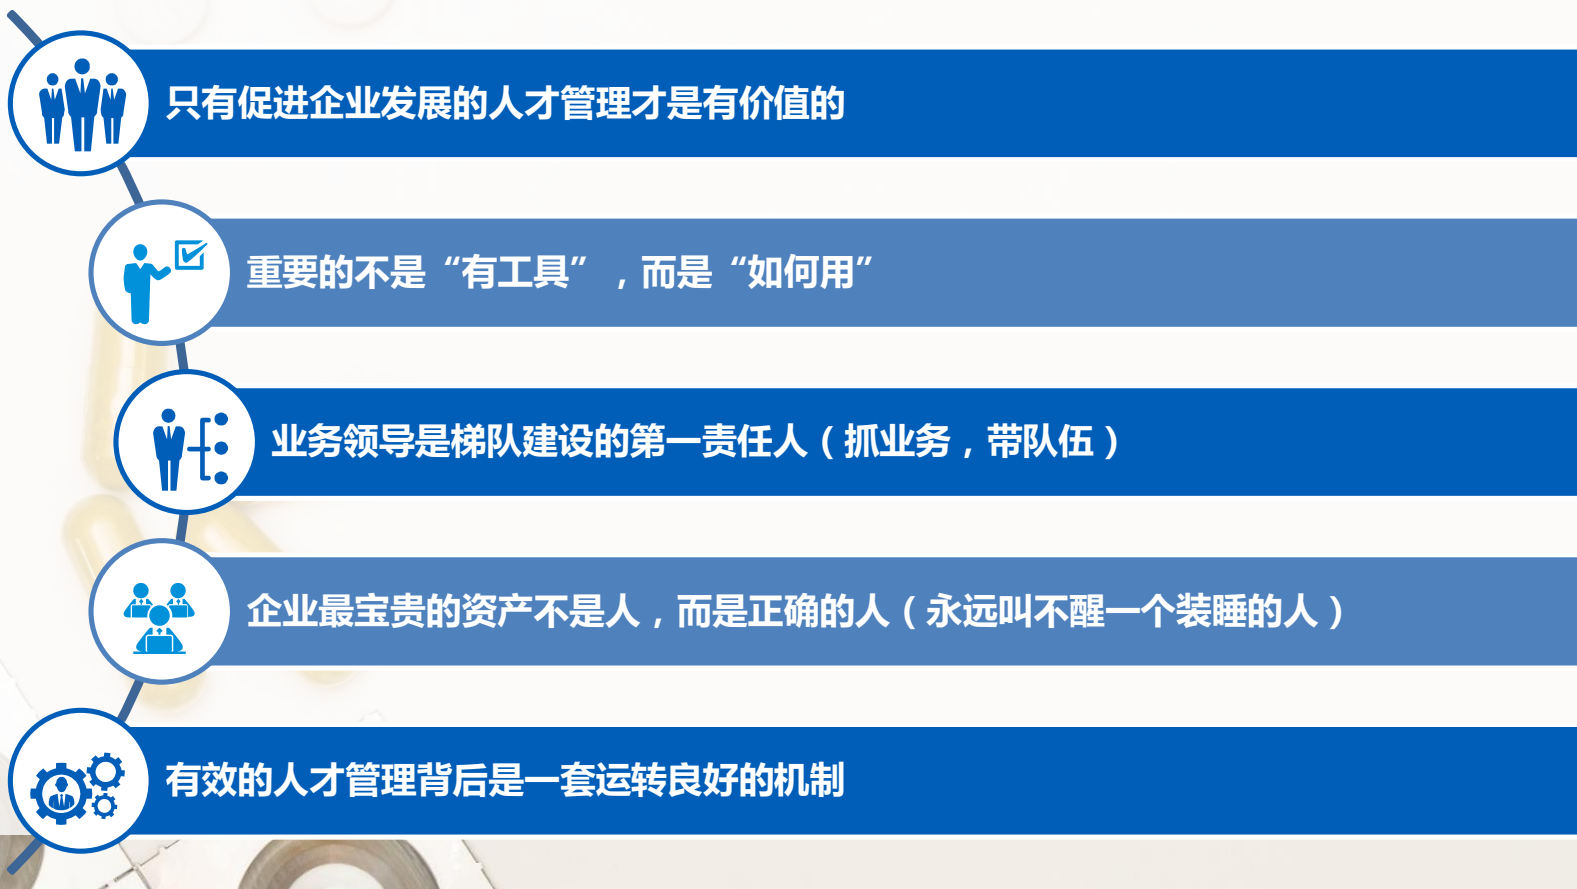 只有促进企业发展的人才管理才是有价值的
重要的不是“有工具”，而是“如何用”
业务领导是梯队建设的第一责任人（抓业务，带队伍）
企业最宝贵的资产不是人，而是正确的人（永远叫不醒一个装睡的人）
有效的人才管理背后是一套运转良好的机制